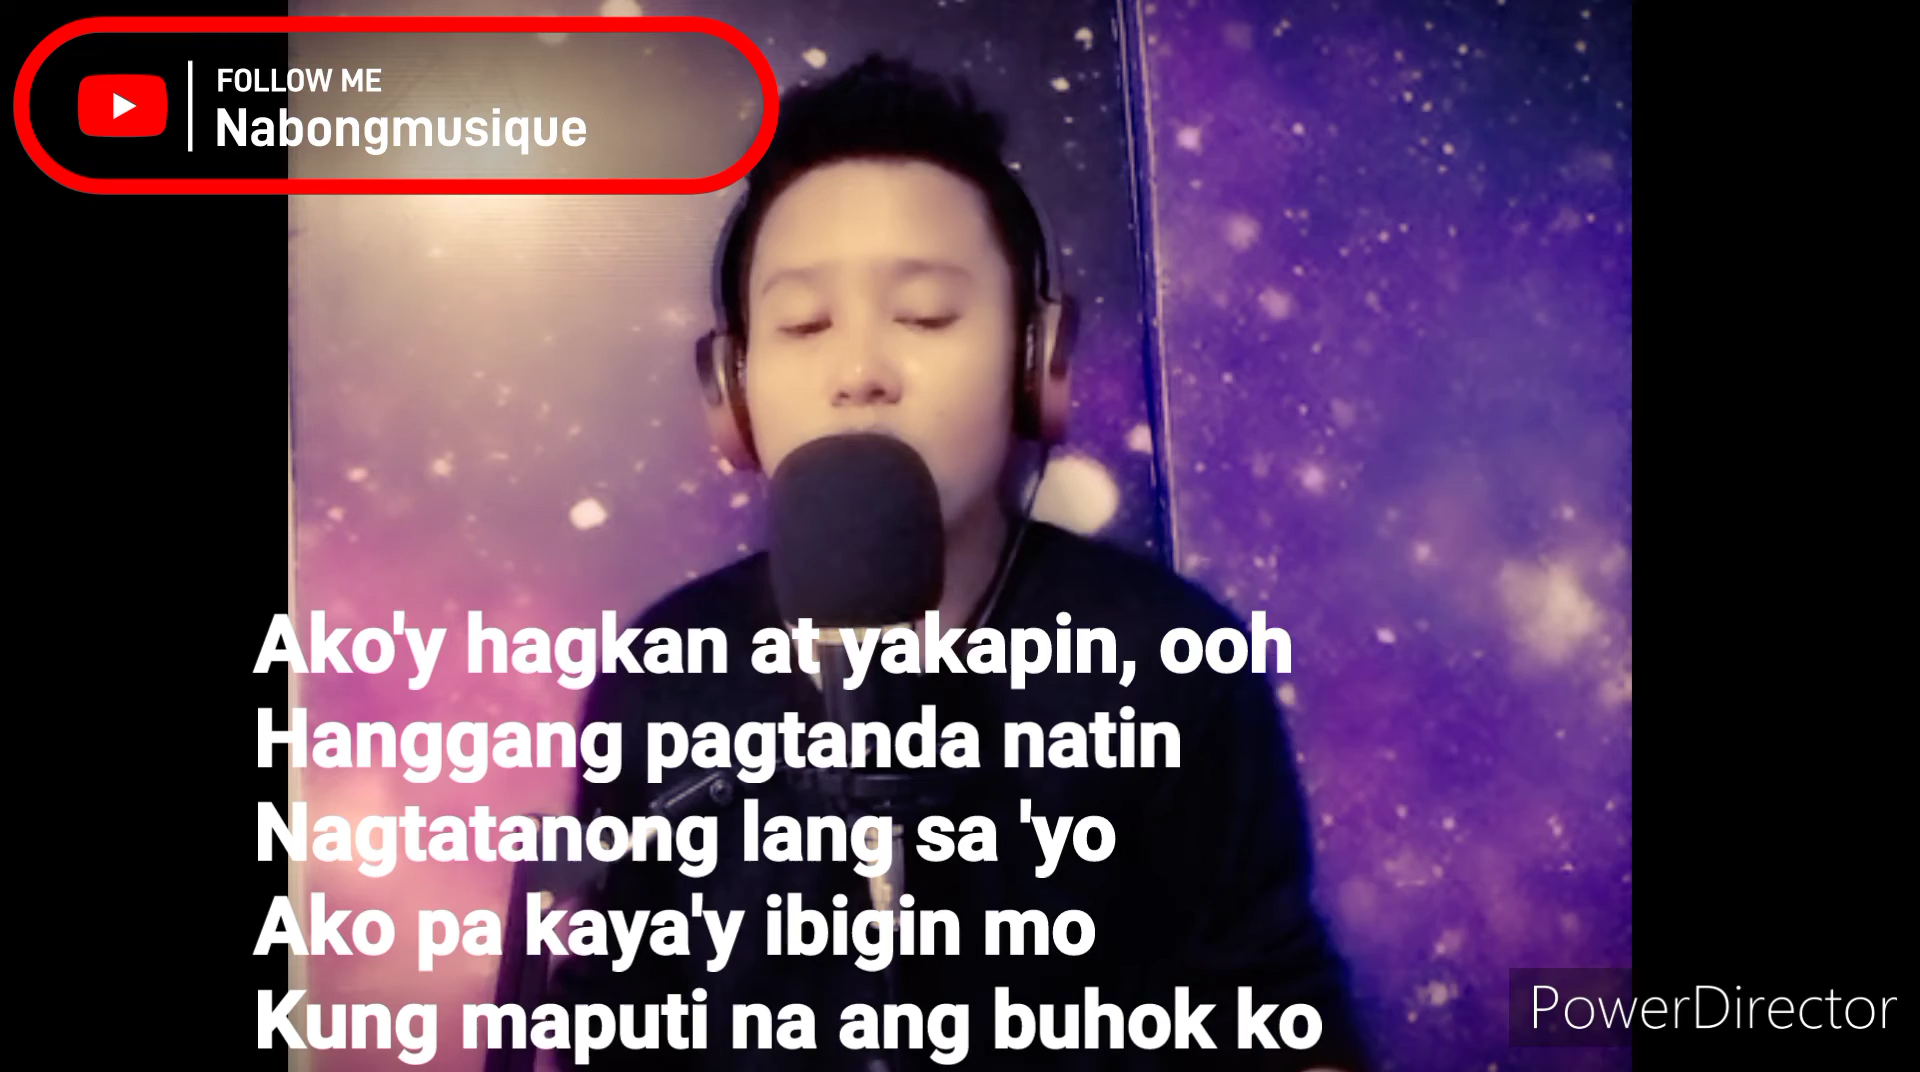 FOLLOW ME
Nabongmusique
Ako'y hagkan at yakapin, ooh
Hanggang pagtanda natin
Nagtatanong lang sa 'yo
Ako pa kaya'y ibigin mo
Kung maputi na ang buhok ko
PowerDirector